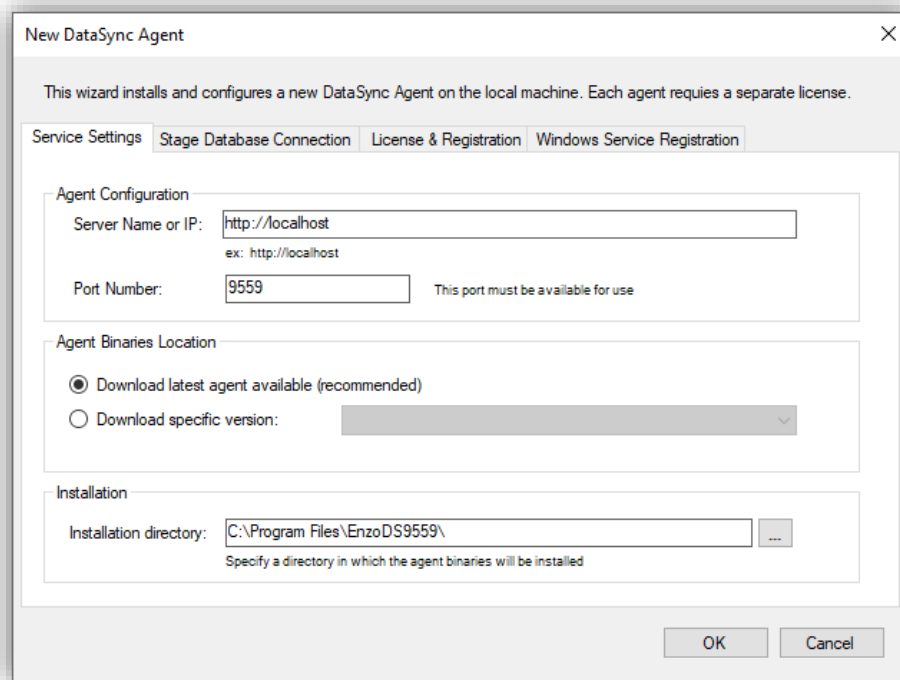 New DataSync Agent
This wizard installs and configures a new DataSync Agent on the local machine. Each agent requies a separate license.
Service Settings Stage Database Connection License & Registration Windows Service Registration
Agent Configuration
Server Name or IP: http://localhost
ex: http://localhost
Port Number: 9559 This port must be available for use
Agent Binaries Location
Download latest agent available (recommended)
Download specific version:
Installation
Installation directory: C:\Program Files\EnzoDS9559\ ...
Specify a directory in which the agent binaries will be installed
OK Cancel